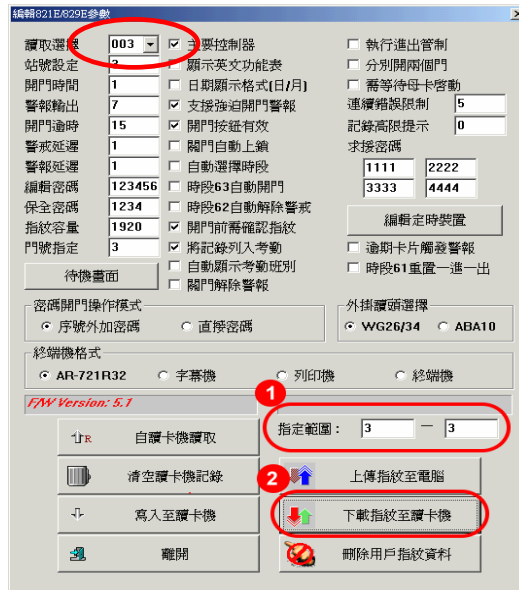 編輯821E/829E參數
讀取選擇 003 主要控制器 執行進出管制
站號設定 3 顯示英文功能表 分別開兩個門
開門時間 1 日期顯示格式(日/月) 需等待母卡啓動
警報輸出 7 支援強迫開門警報 連續錯誤限制 5
開門逾時 15 開門按鈕有效 記錄高限提示 0
警戒延遲 1 關門自動上鎖 求援密碼
警報延遲 1 自動選擇時段 1111 2222
編輯密碼 123456 時段63自動開門 3333 4444
保全密碼 1234 時段62自動解除警戒 編輯定時裝置
指紋容量 1920 開門前需確認指紋
門號指定 3 將記錄列入考勤 逾期卡片觸發警報
待機畫面 自動顯示考勤班別 時段61重置一進一出
關門解除警報
密碼開門操作模式 外掛讀頭選擇
序號外加密碼 直接密碼 WG26/34 ABA10
終端機格式
AR-721R32 字幕機 列印機 終端機
F/W Version: 5.1
1
指定範圍: 3 — 3
R 自讀卡機讀取
2
清空讀卡機記錄 上傳指紋至電腦
寫入至讀卡機 下載指紋至讀卡機
離開 刪除用戶指紋資料